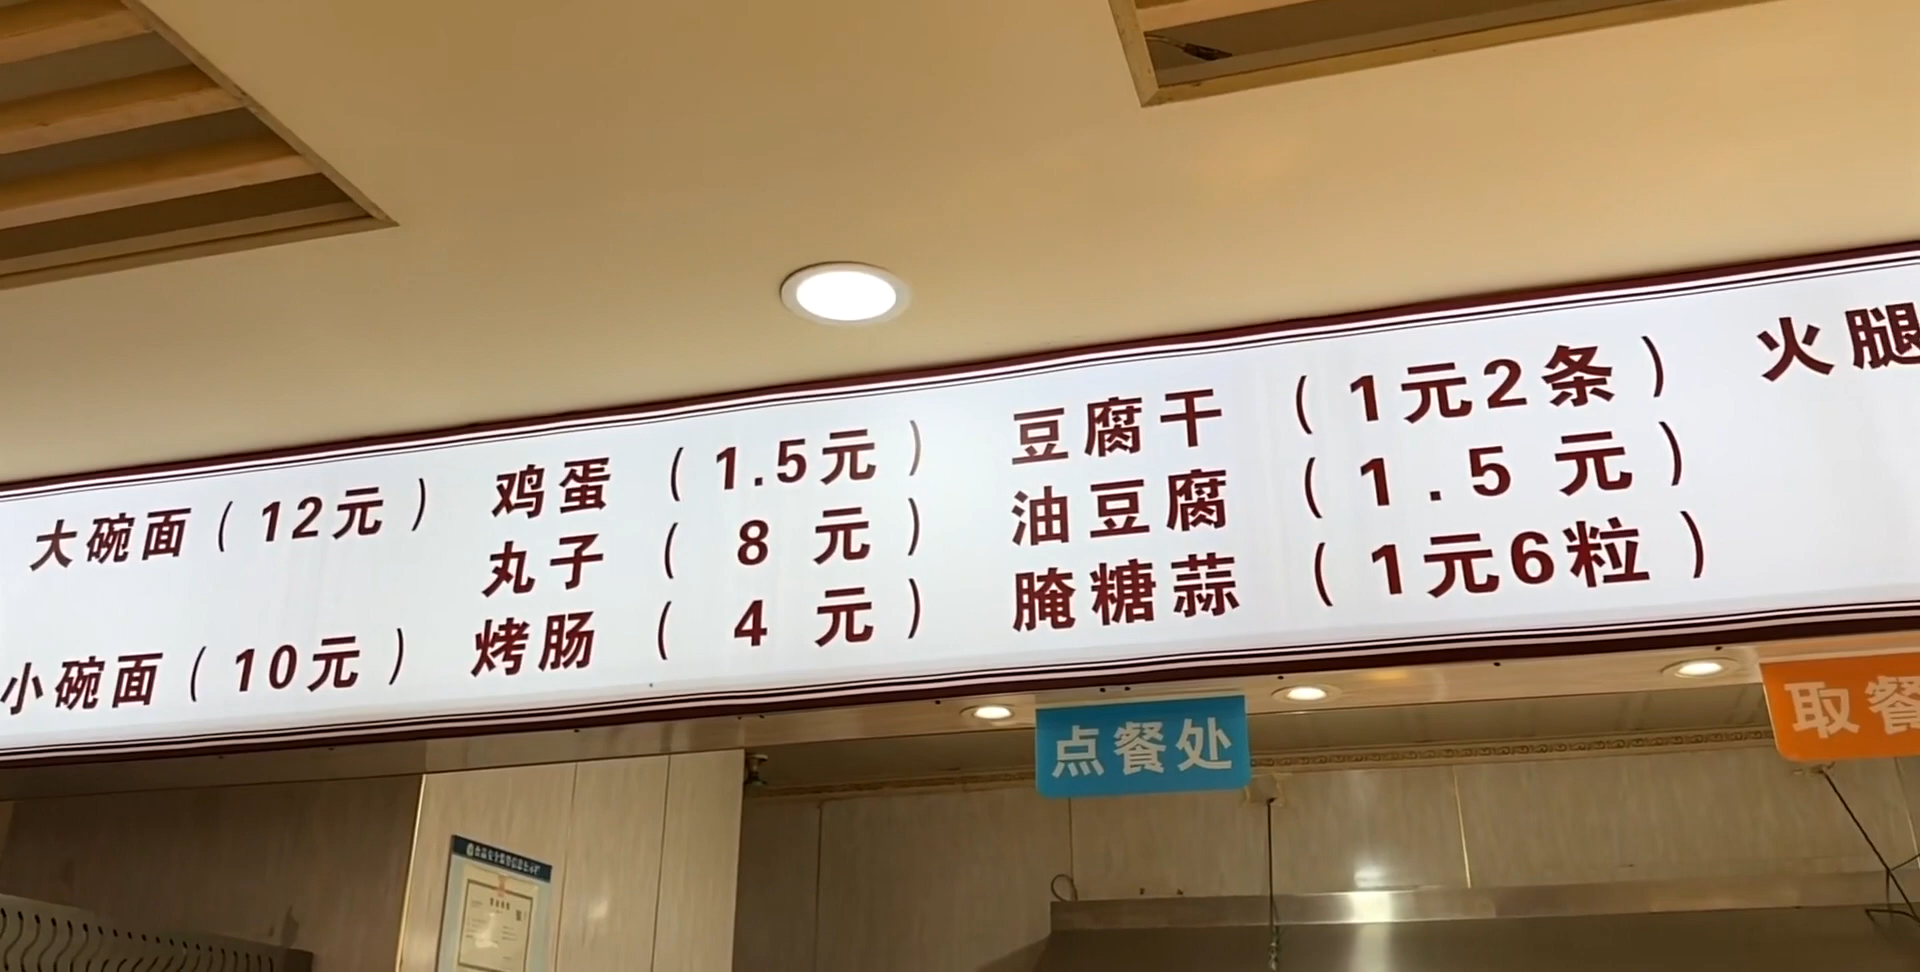 大碗面（12元）
小碗面（10元）
鸡蛋（1.5元）
丸子（8元）
烤肠（4元）
豆腐干（1元2条）
油豆腐（1.5元）
腌糖蒜（1元6粒）
火腿
点餐处
取餐